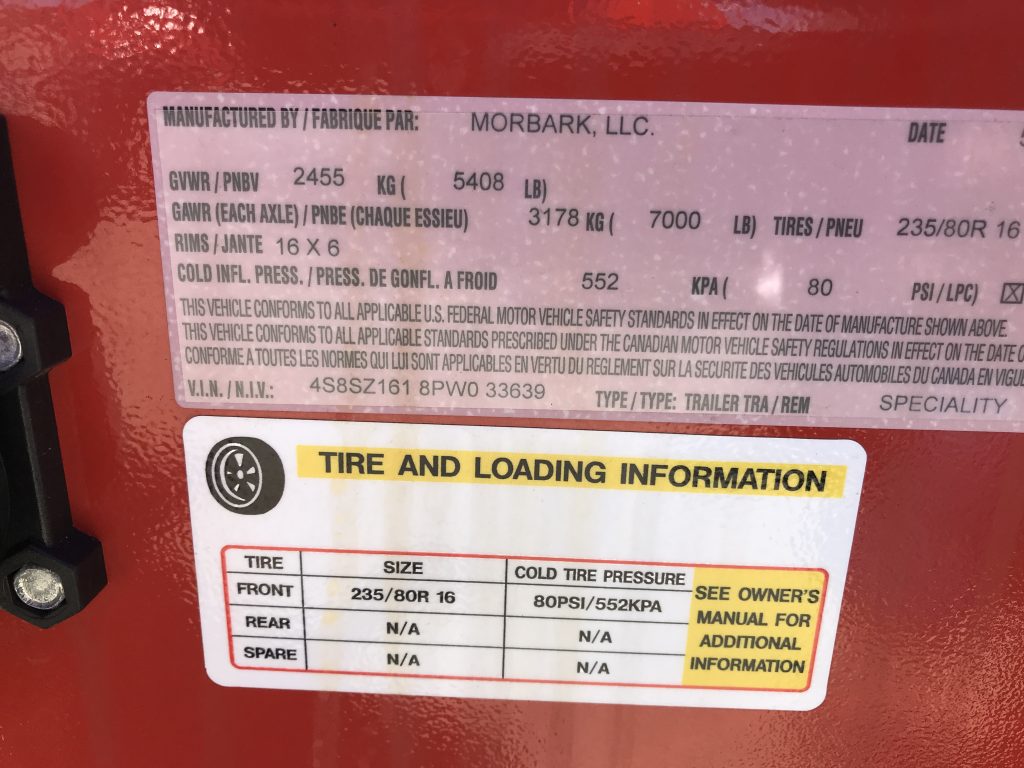 MANUFACTURED BY / FABRIQUE PAR: MORBARK, LLC. DATE
GVWR / PNBV 2455 KG ( 5408 LB)
GAWR (EACH AXLE) / PNBE (CHAQUE ESSIEU) 3178 KG ( 7000 LB) TIRES / PNEU 235/80R 16
RIMS / JANTE 16 X 6
COLD INFL. PRESS. / PRESS. DE GONFL. A FROID 552 KPA ( 80 PSI / LPC) ☒
THIS VEHICLE CONFORMS TO ALL APPLICABLE U.S. FEDERAL MOTOR VEHICLE SAFETY STANDARDS IN EFFECT ON THE DATE OF MANUFACTURE SHOWN ABOVE.
THIS VEHICLE CONFORMS TO ALL APPLICABLE STANDARDS PRESCRIBED UNDER THE CANADIAN MOTOR VEHICLE SAFETY REGULATIONS IN EFFECT ON THE DATE
CONFORME A TOUTES LES NORMES QUI LUI SONT APPLICABLES EN VERTU DU REGLEMENT SUR LA SECURITE DES VEHICULES AUTOMOBILES DU CANADA EN
V.I.N. / N.I.V.: 4S8SZ161 8PW0 33639 TYPE / TYPE: TRAILER TRA / REM SPECIALITY
TIRE AND LOADING INFORMATION
TIRE SIZE COLD TIRE PRESSURE
FRONT 235/80R 16 80PSI/552KPA
REAR N/A N/A
SPARE N/A N/A
SEE OWNER'S
MANUAL FOR
ADDITIONAL
INFORMATION